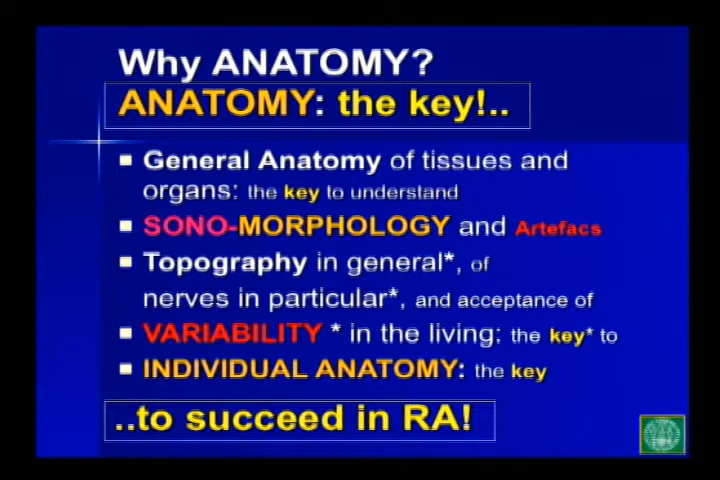 Why ANATOMY?
ANATOMY: the key!..
General Anatomy of tissues and
organs: the key to understand
SONO-MORPHOLOGY and Artefacs
Topography in general*, of
nerves in particular*, and acceptance of
VARIABILITY * in the living: the key* to
INDIVIDUAL ANATOMY: the key
..to succeed in RA!